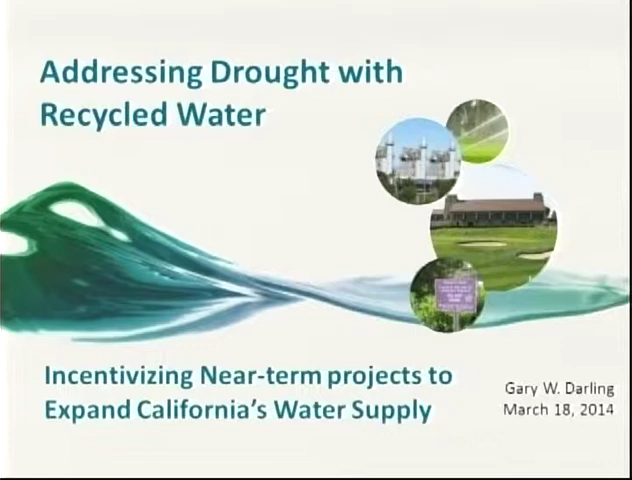 Addressing Drought with
Recycled Water
Incentivizing Near-term projects to
Expand California's Water Supply
Gary W. Darling
March 18, 2014